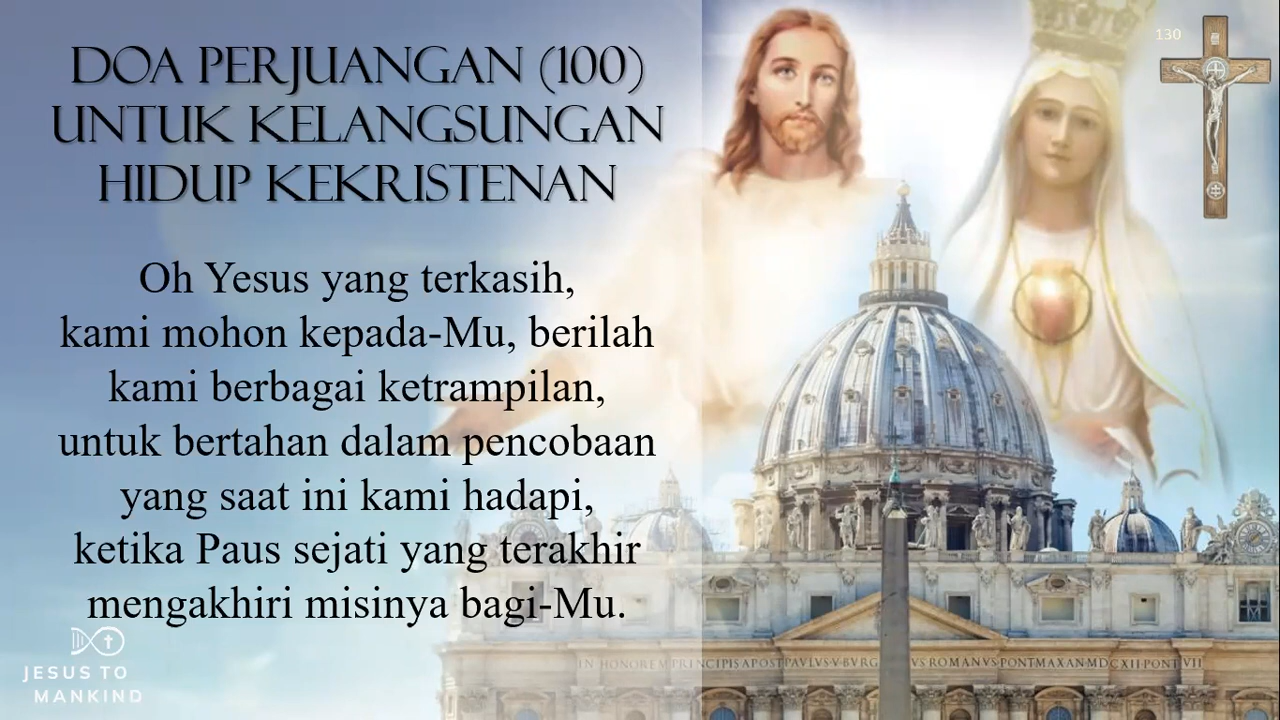 DOA PERJUANGAN (100)
UNTUK KELANGSUNGAN
HIDUP KEKRISTENAN
130
Oh Yesus yang terkasih,
kami mohon kepada-Mu, berilah
kami berbagai ketrampilan,
untuk bertahan dalam pencobaan
yang saat ini kami hadapi,
ketika Paus sejati yang terakhir
mengakhiri misinya bagi-Mu.
JESUS TO
MANKIND
IN HONOREM PRINCIPIS APOST PAVLVS V BVRG ROMANVS PONT MAX AN MDCXII PONT VII